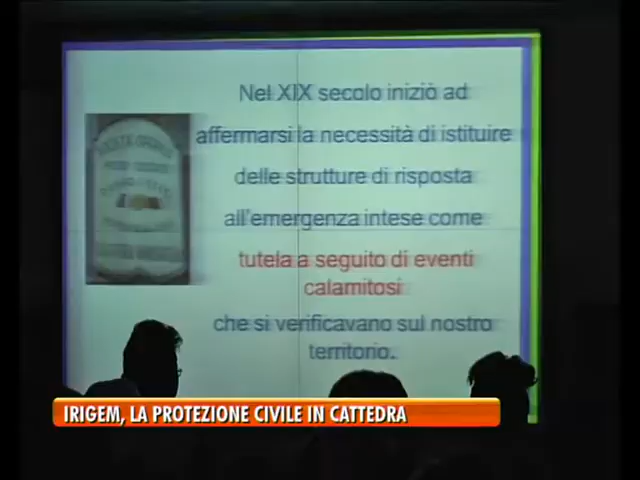 Nel XIX secolo iniziò ad
affermarsi la necessità di istituire
delle strutture di risposta
all'emergenza intese come
tutela a seguito di eventi
calamitosi
che si verificavano sul nostro
territorio.
IRIGEM, LA PROTEZIONE CIVILE IN CATTEDRA